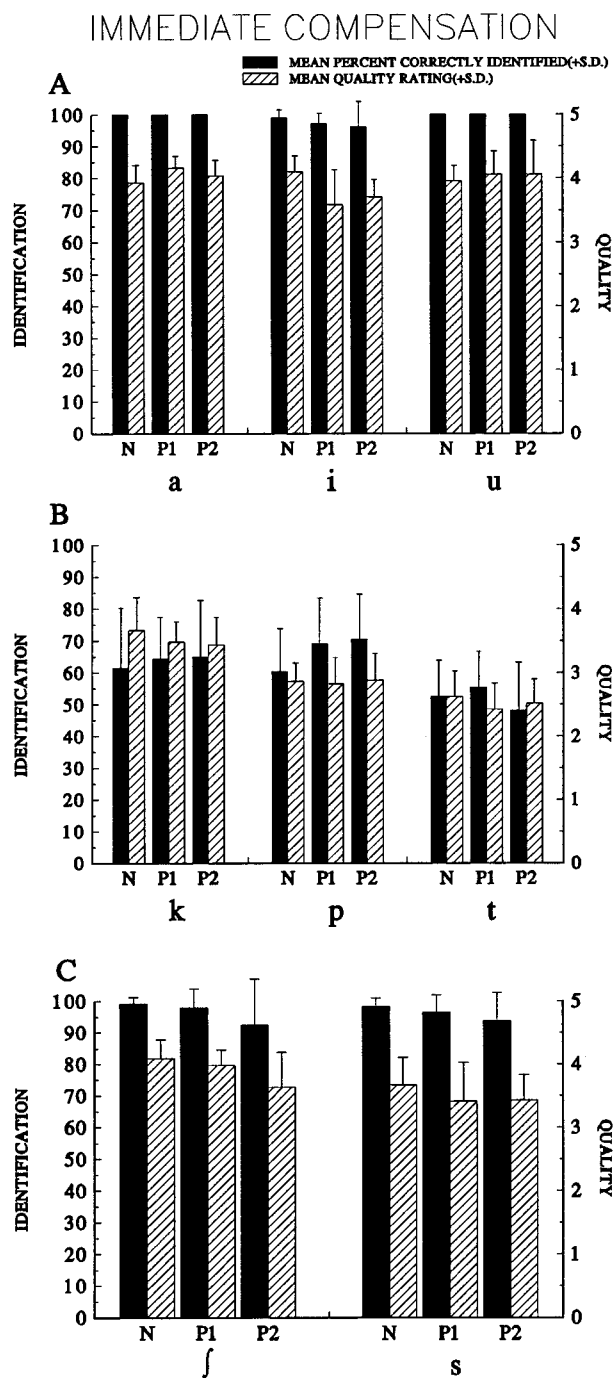 IMMEDIATE COMPENSATION
MEAN PERCENT CORRECTLY IDENTIFIED(+S.D.)
MEAN QUALITY RATING(+S.D.)
A
100
90
80
70
60
50
40
30
20
10
0
IDENTIFICATION
5
4
3
2
1
0
QUALITY
N P1 P2 N P1 P2 N P1 P2
a i u
B
100
90
80
70
60
50
40
30
20
10
0
IDENTIFICATION
5
4
3
2
1
0
QUALITY
N P1 P2 N P1 P2 N P1 P2
k p t
C
100
90
80
70
60
50
40
30
20
10
0
IDENTIFICATION
5
4
3
2
1
0
QUALITY
N P1 P2 N P1 P2
ʃ s